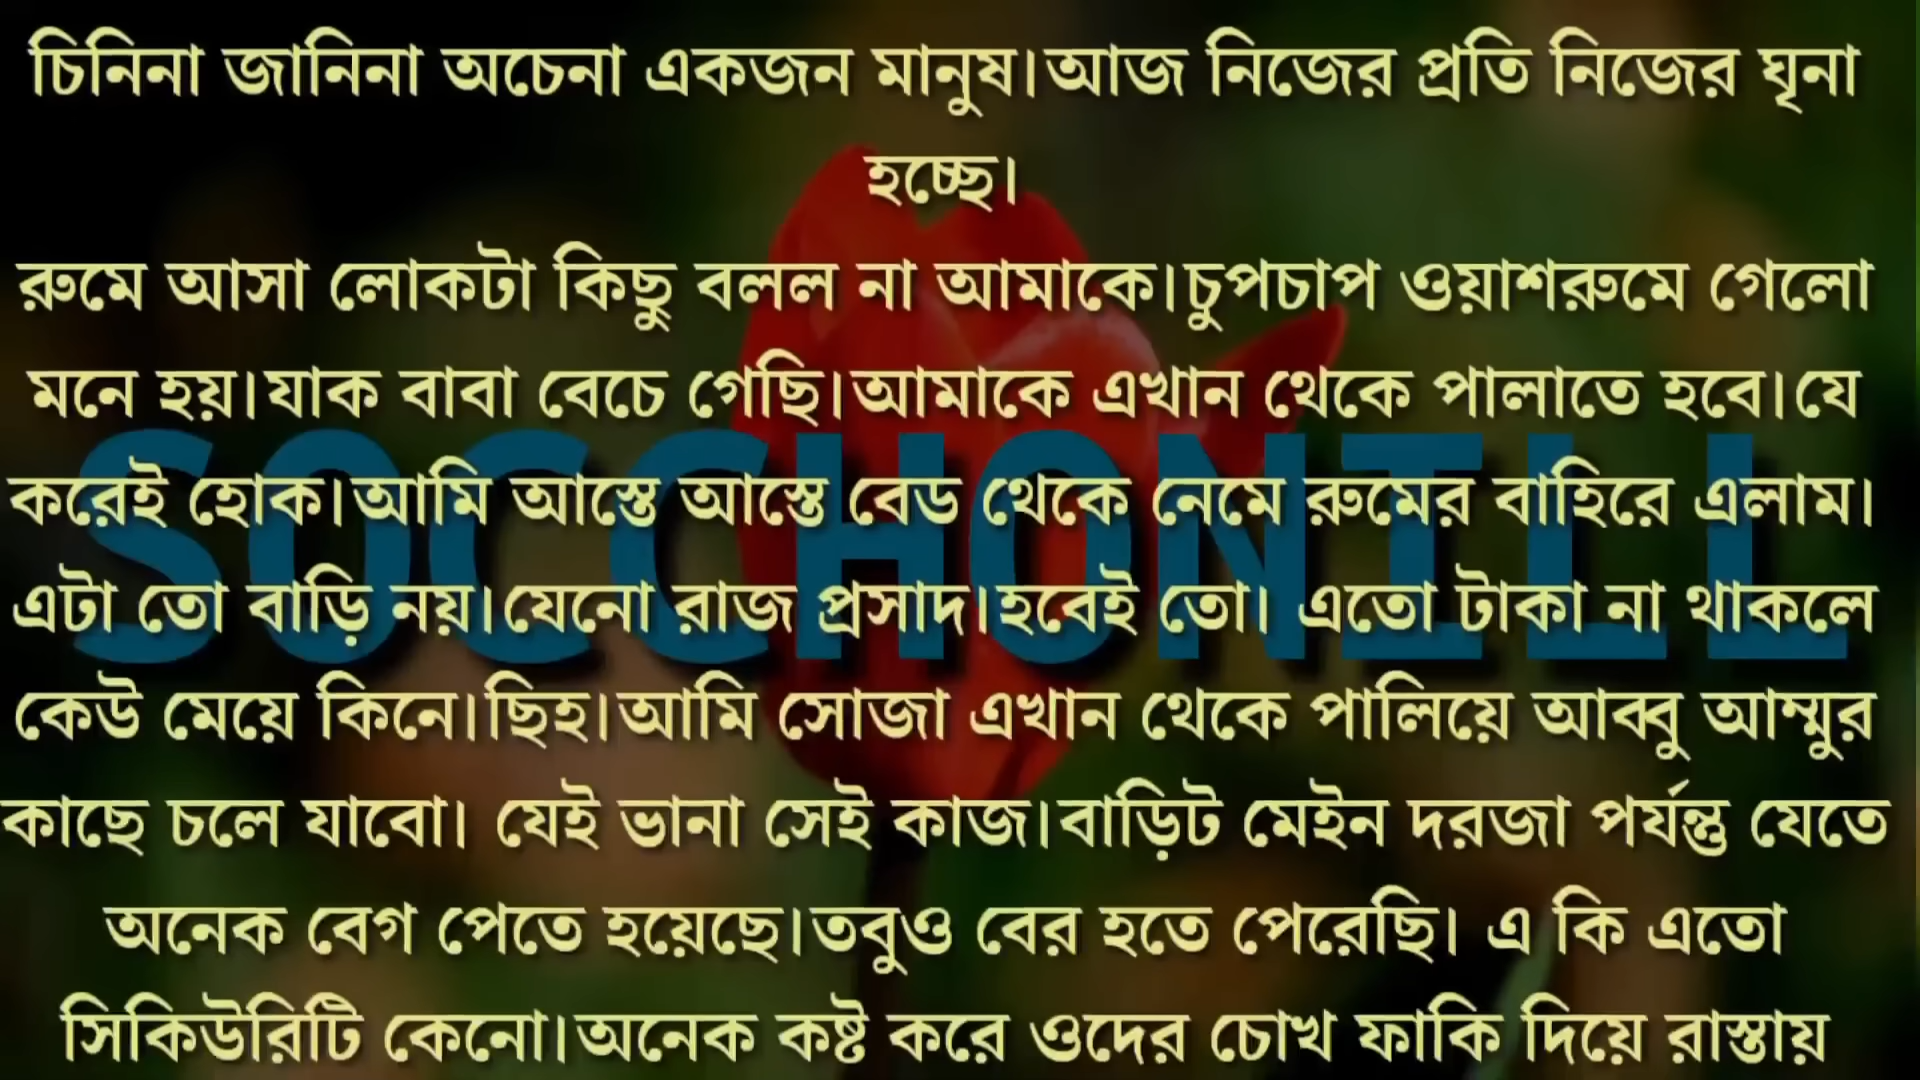 চিনিনা জানিনা অচেনা একজন মানুষ।আজ নিজের প্রতি নিজের ঘৃনা
হচ্ছে।
রুমে আসা লোকটা কিছু বলল না আমাকে।চুপচাপ ওয়াশরুমে গেলো
মনে হয়।যাক বাবা বেচে গেছি।আমাকে এখান থেকে পালাতে হবে।যে
করেই হোক।আমি আস্তে আস্তে বেড থেকে নেমে রুমের বাহিরে এলাম।
এটা তো বাড়ি নয়।যেনো রাজ প্রসাদ।হবেই তো। এতো টাকা না থাকলে
কেউ মেয়ে কিনে।ছিহ।আমি সোজা এখান থেকে পালিয়ে আব্বু আম্মুর
কাছে চলে যাবো। যেই ভানা সেই কাজ।বাড়িট মেইন দরজা পর্যন্তু যেতে
অনেক বেগ পেতে হয়েছে।তবুও বের হতে পেরেছি। এ কি এতো
সিকিউরিটি কেনো।অনেক কষ্ট করে ওদের চোখ ফাকি দিয়ে রাস্তায়
SOCCHONILL